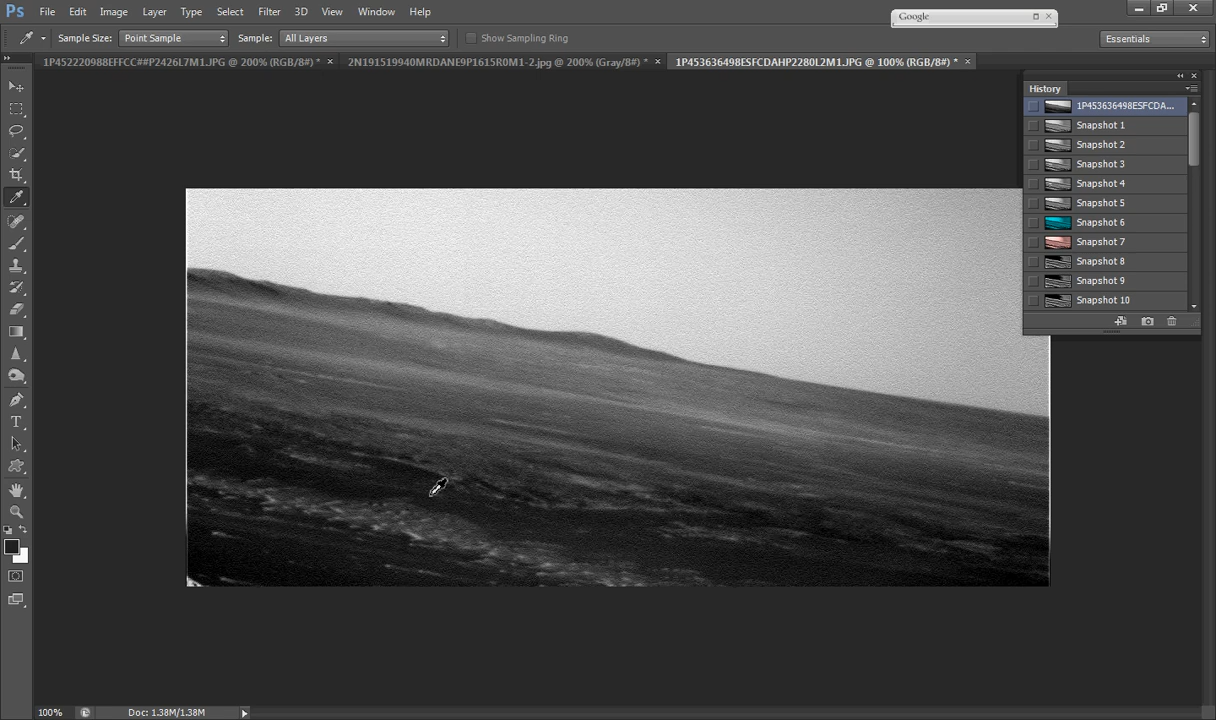 Ps File Edit Image Layer Type Select Filter 3D View Window Help
Google
Sample Size: Point Sample Sample: All Layers Show Sampling Ring Essentials
1P452220988EFFCC##P2426L7M1.JPG @ 200% (RGB/8#) * 2N191519940MRDANE9P1615R0M1-2.jpg @ 200% (Gray/8#) * 1P453636498ESFCDAHP2280L2M1.JPG @ 100% (RGB/8#) *
History
1P453636498ESFCDA...
Snapshot 1
Snapshot 2
Snapshot 3
Snapshot 4
Snapshot 5
Snapshot 6
Snapshot 7
Snapshot 8
Snapshot 9
Snapshot 10
T
100% Doc: 1.38M/1.38M